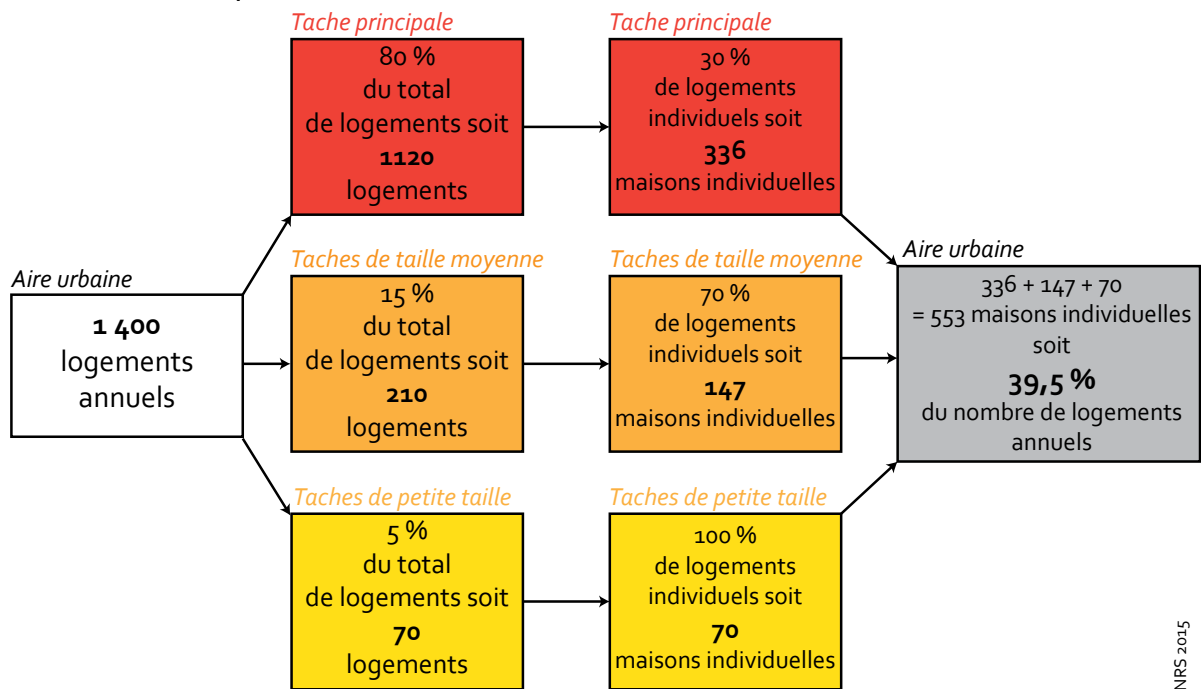 Tache principale
80 %
du total
de logements soit
1120
logements
Tache principale
30 %
de logements
individuels soit
336
maisons individuelles
Aire urbaine
1 400
logements
annuels
Taches de taille moyenne
15 %
du total
de logements soit
210
logements
Taches de taille moyenne
70 %
de logements
individuels soit
147
maisons individuelles
Aire urbaine
336 + 147 + 70
= 553 maisons individuelles
soit
39,5 %
du nombre de logements
annuels
Taches de petite taille
5 %
du total
de logements soit
70
logements
Taches de petite taille
100 %
de logements
individuels soit
70
maisons individuelles
NRS 2015